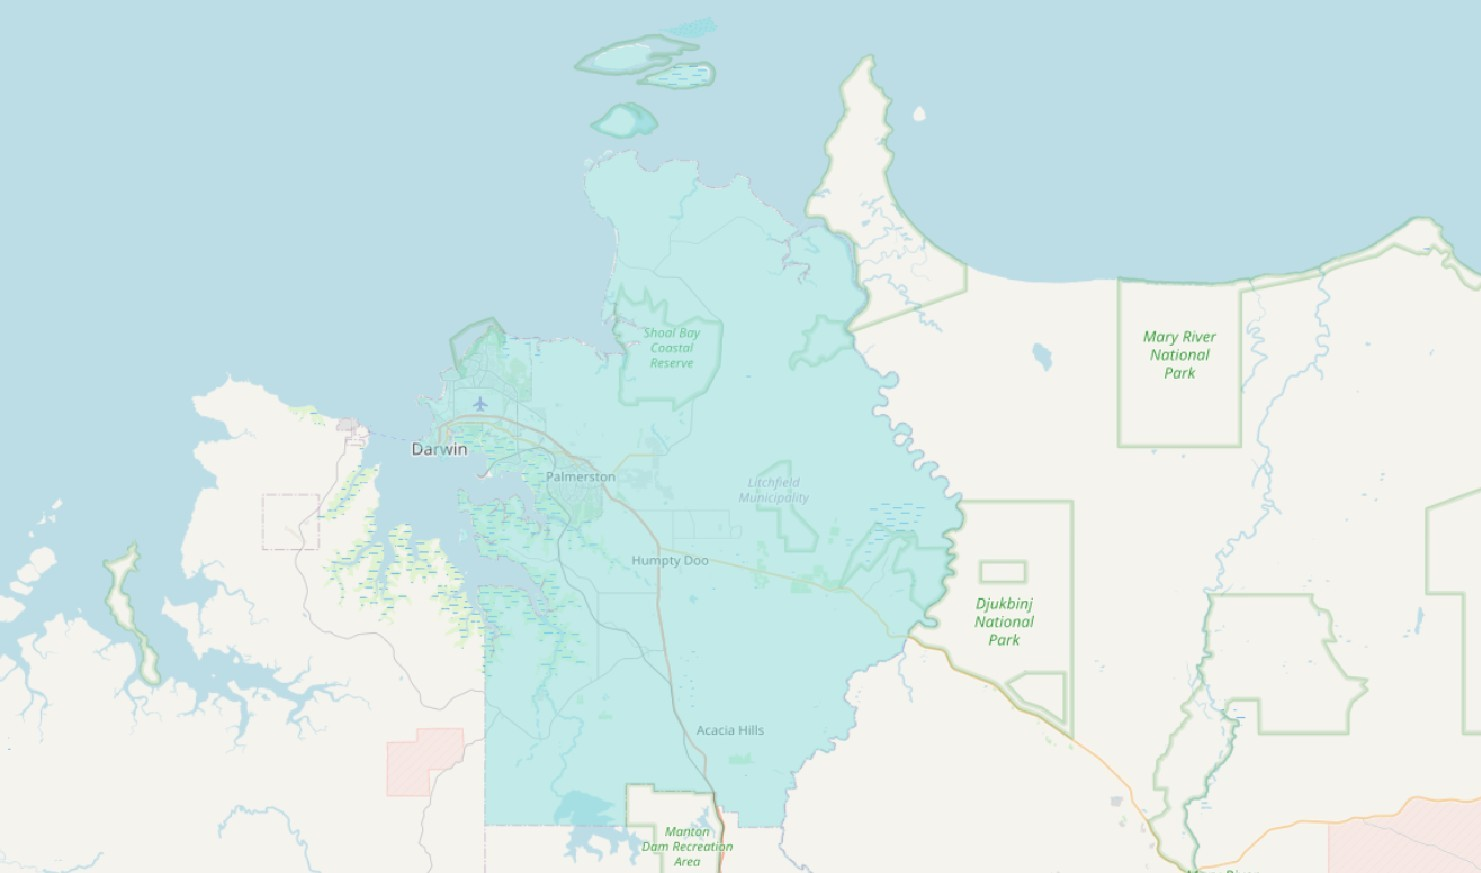 Shoal Bay
Coastal
Reserve
Mary River
National
Park
Darwin
Palmerston
Litchfield
Municipality
Humpty Doo
Djukbinj
National
Park
Acacia Hills
Manton
Dam Recreation
Area